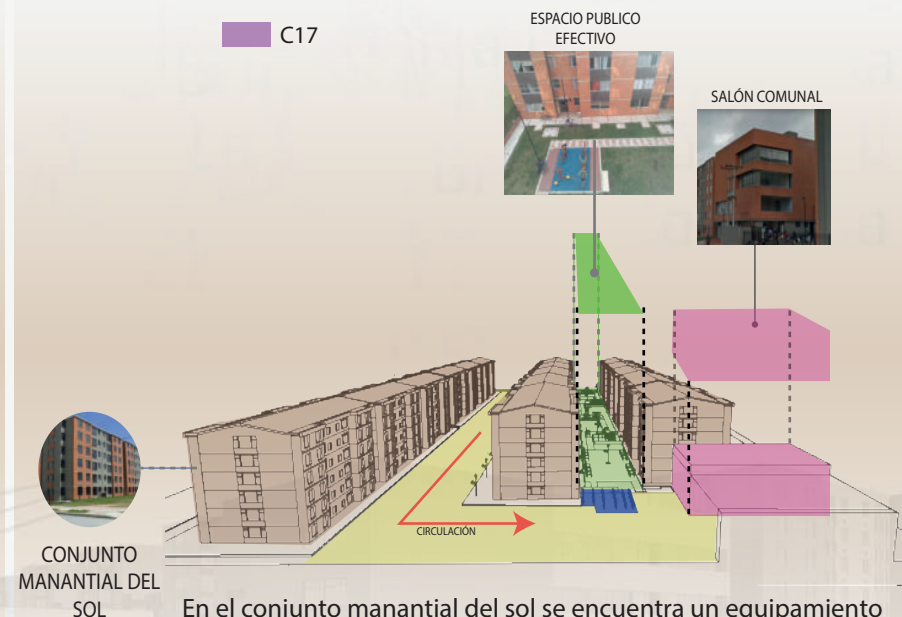 C17
ESPACIO PUBLICO
EFECTIVO
SALÓN COMUNAL
CIRCULACIÓN
CONJUNTO
MANANTIAL DEL
SOL
En el conjunto manantial del sol se encuentra un equipamiento